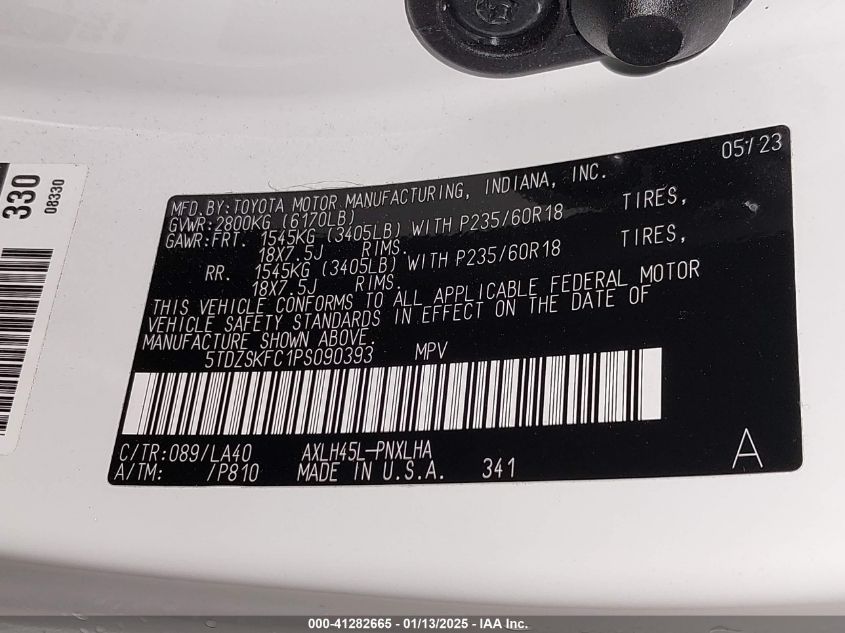 330
08330
05/23
MFD.BY:TOYOTA MOTOR MANUFACTURING, INDIANA, INC.
GVWR:2800KG (6170LB)
GAWR:FRT. 1545KG (3405LB) WITH P235/60R18 TIRES,
18X7.5J RIMS.
RR. 1545KG (3405LB) WITH P235/60R18 TIRES,
18X7.5J RIMS.
THIS VEHICLE CONFORMS TO ALL APPLICABLE FEDERAL MOTOR
VEHICLE SAFETY STANDARDS IN EFFECT ON THE DATE OF
MANUFACTURE SHOWN ABOVE.
5TDZSKFC1PS090393 MPV
C/TR:089/LA40 AXLH45L-PNXLHA
A/TM: /P810 MADE IN U.S.A. 341
A
000-41282665 - 01/13/2025 - IAA Inc.